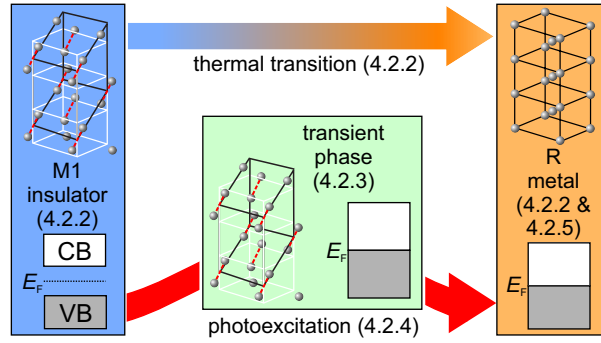 thermal transition (4.2.2)
M1
insulator
(4.2.2)
CB
EF
VB
transient
phase
(4.2.3)
EF
photoexcitation (4.2.4)
R
metal
(4.2.2 &
4.2.5)
EF